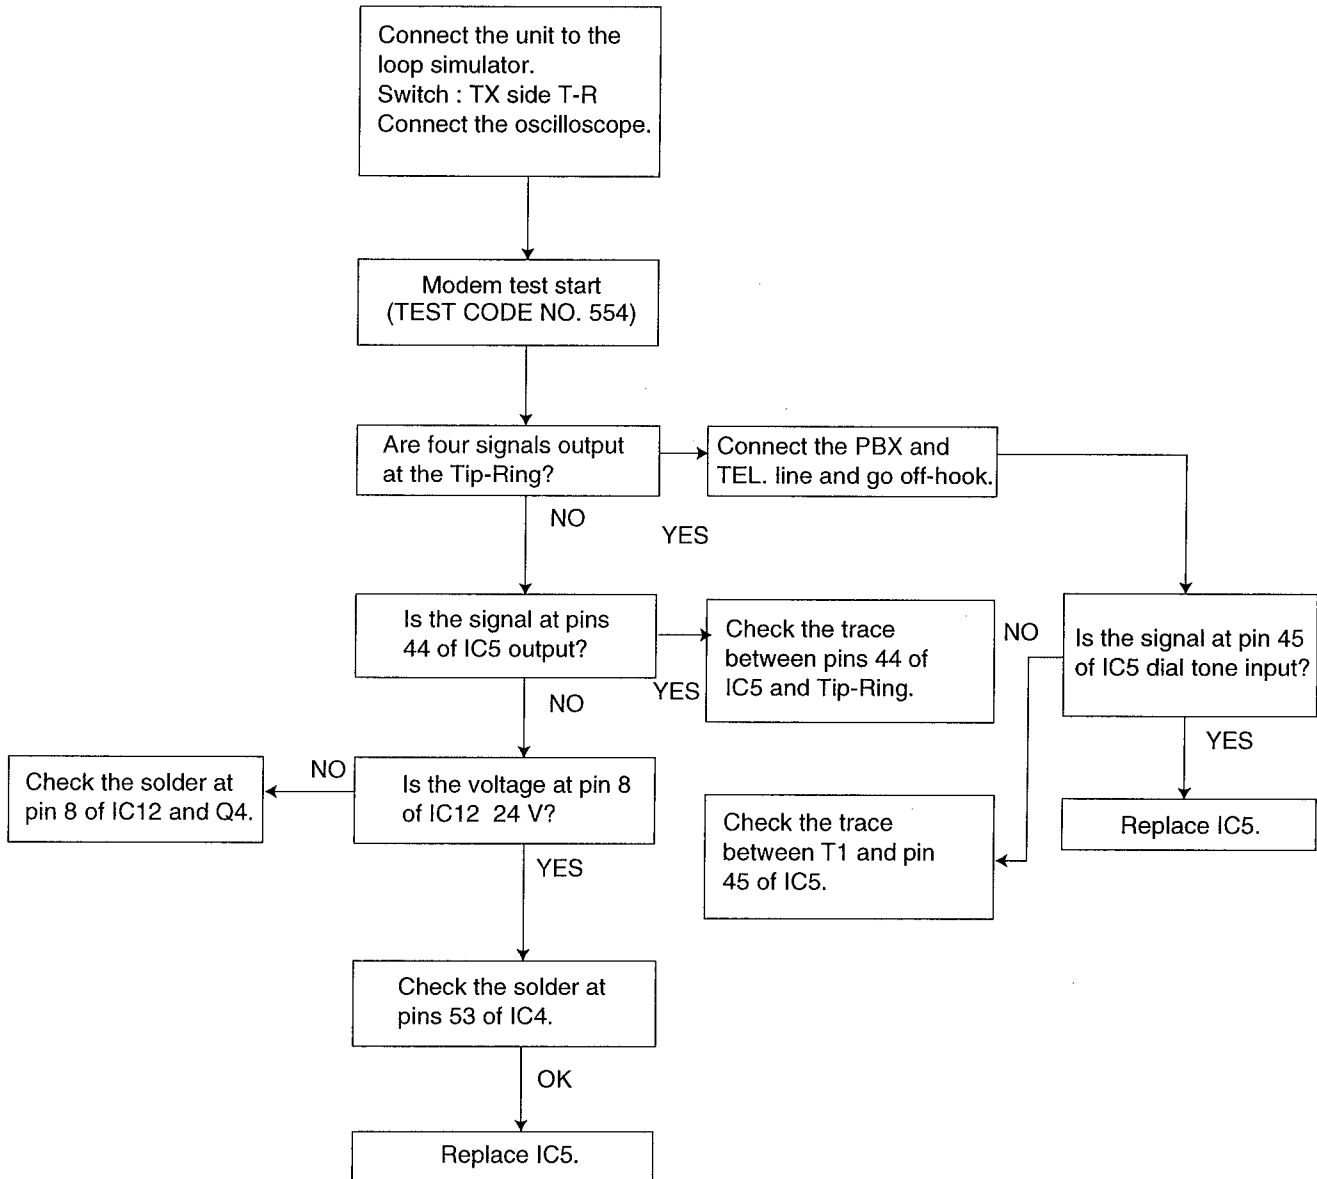 Connect the unit to the
loop simulator.
Switch : TX side T-R
Connect the oscilloscope.
Modem test start
(TEST CODE NO. 554)
Are four signals output
at the Tip-Ring?
Connect the PBX and
TEL. line and go off-hook.
NO
YES
Is the signal at pins
44 of IC5 output?
Check the trace
between pins 44 of
IC5 and Tip-Ring.
NO
Is the signal at pin 45
of IC5 dial tone input?
YES
NO
YES
Check the solder at
pin 8 of IC12 and Q4.
NO
Is the voltage at pin 8
of IC12 24 V?
Check the trace
between T1 and pin
45 of IC5.
Replace IC5.
YES
Check the solder at
pins 53 of IC4.
OK
Replace IC5.